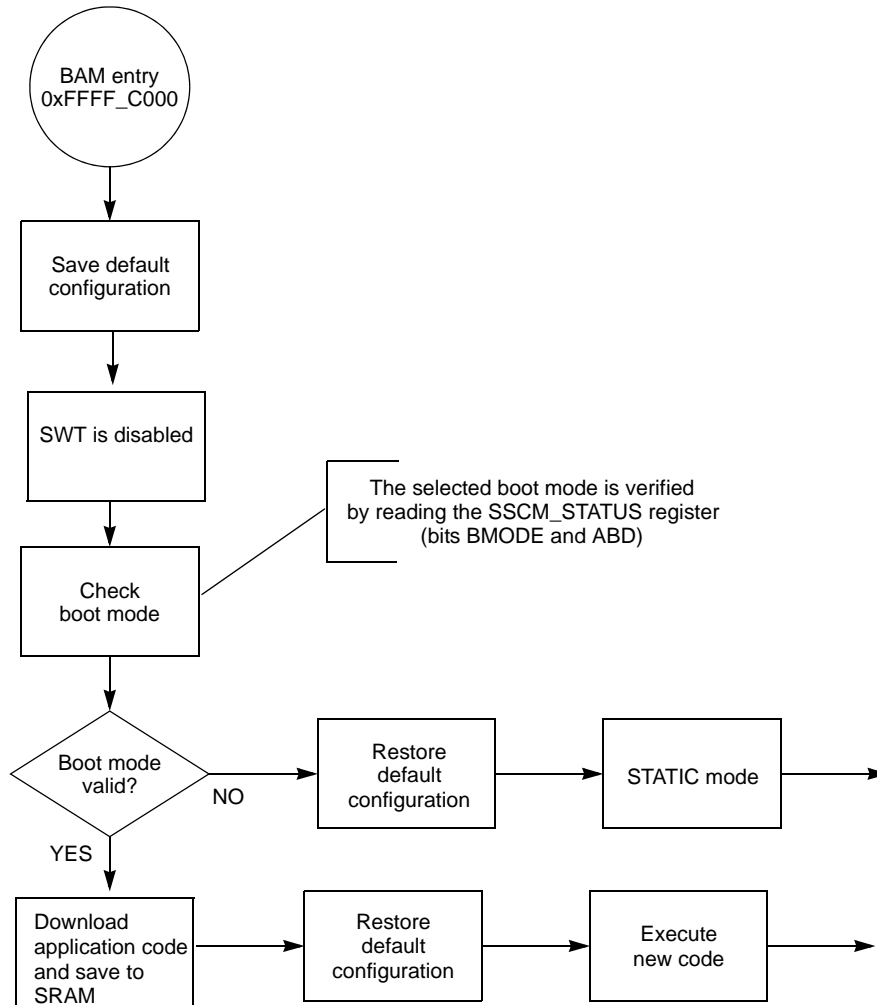 BAM entry
0xFFFF_C000
Save default
configuration
SWT is disabled
The selected boot mode is verified
by reading the SSCM_STATUS register
(bits BMODE and ABD)
Check
boot mode
Boot mode
valid?
NO
Restore
default
configuration
STATIC mode
YES
Download
application code
and save to
SRAM
Restore
default
configuration
Execute
new code